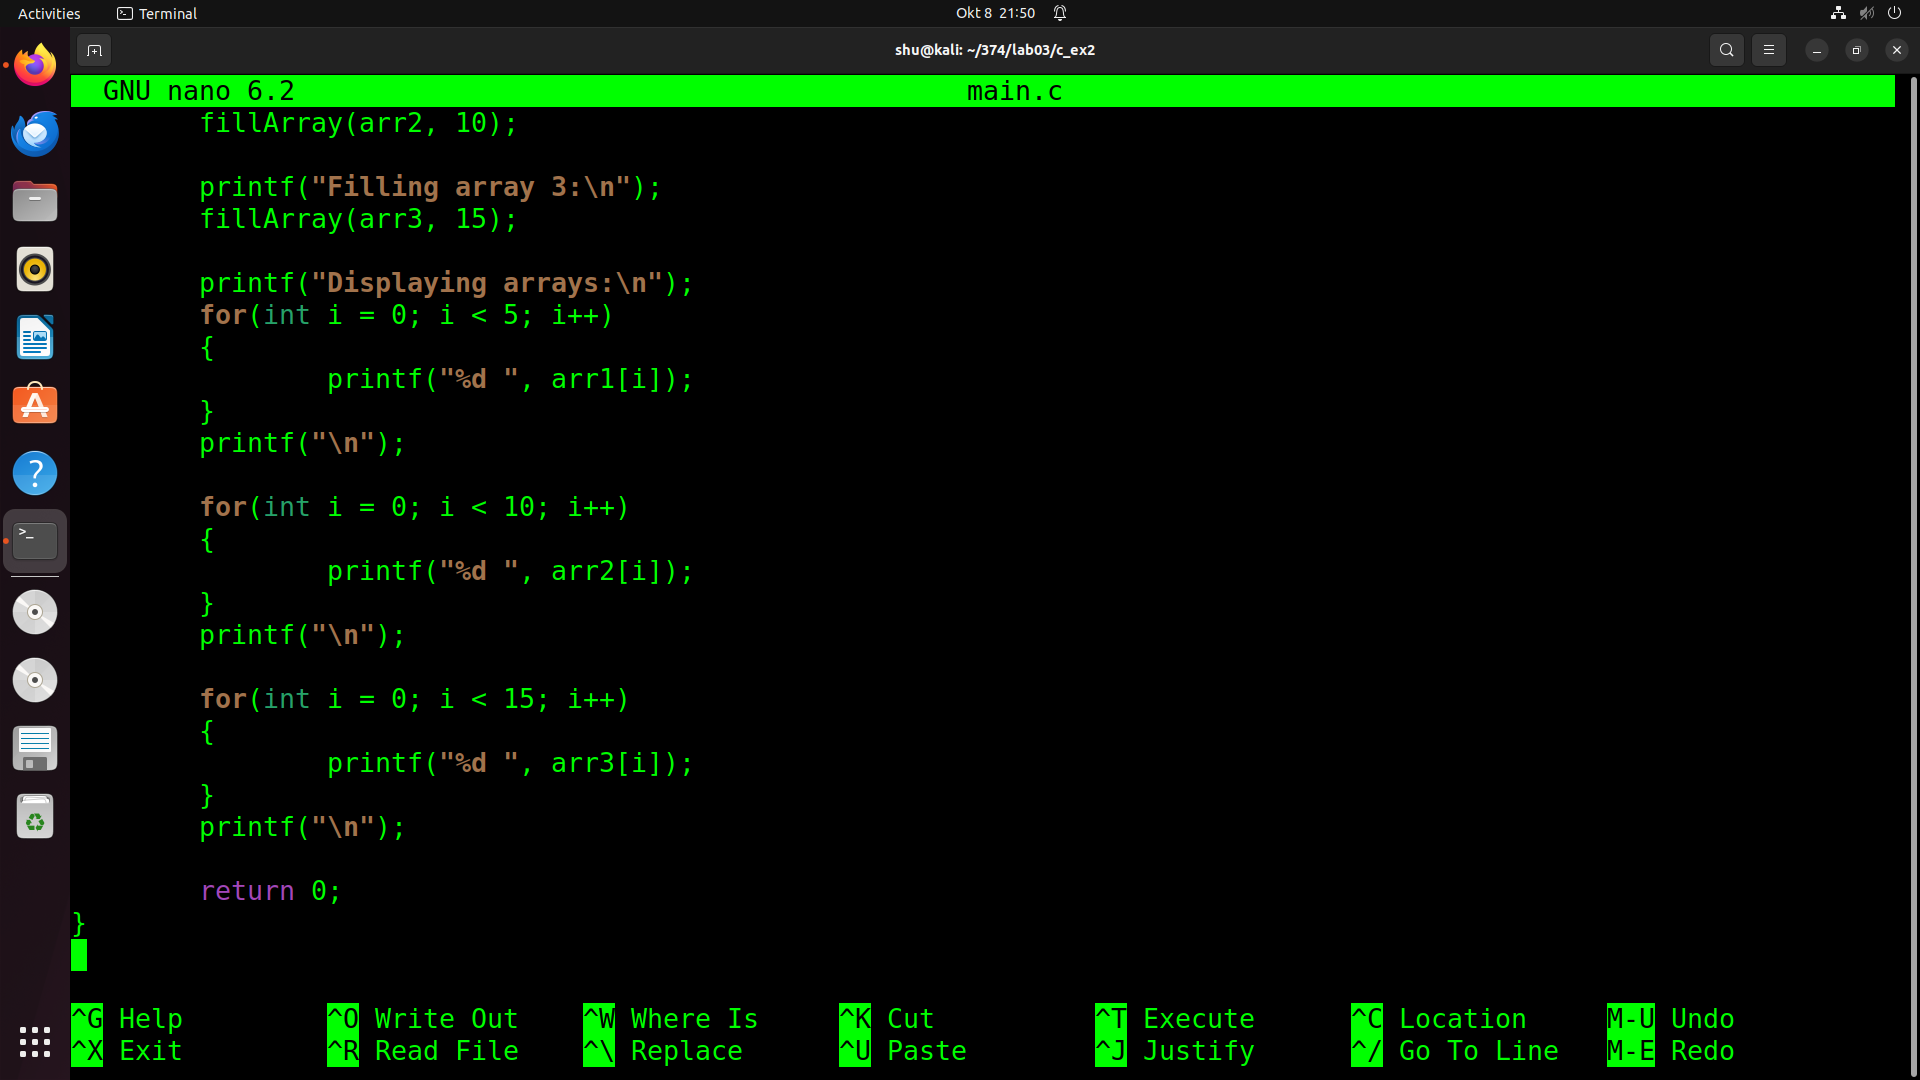 Activities Terminal Okt 8 21:50
shu@kali: ~/374/lab03/c_ex2
GNU nano 6.2 main.c
fillArray(arr2, 10);
printf("Filling array 3:\n");
fillArray(arr3, 15);
printf("Displaying arrays:\n");
for(int i = 0; i < 5; i++)
{
printf("%d ", arr1[i]);
}
printf("\n");
for(int i = 0; i < 10; i++)
{
printf("%d ", arr2[i]);
}
printf("\n");
for(int i = 0; i < 15; i++)
{
printf("%d ", arr3[i]);
}
printf("\n");
return 0;
}
^G Help ^O Write Out ^W Where Is ^K Cut ^T Execute ^C Location M-U Undo
^X Exit ^R Read File ^\ Replace ^U Paste ^J Justify ^/ Go To Line M-E Redo